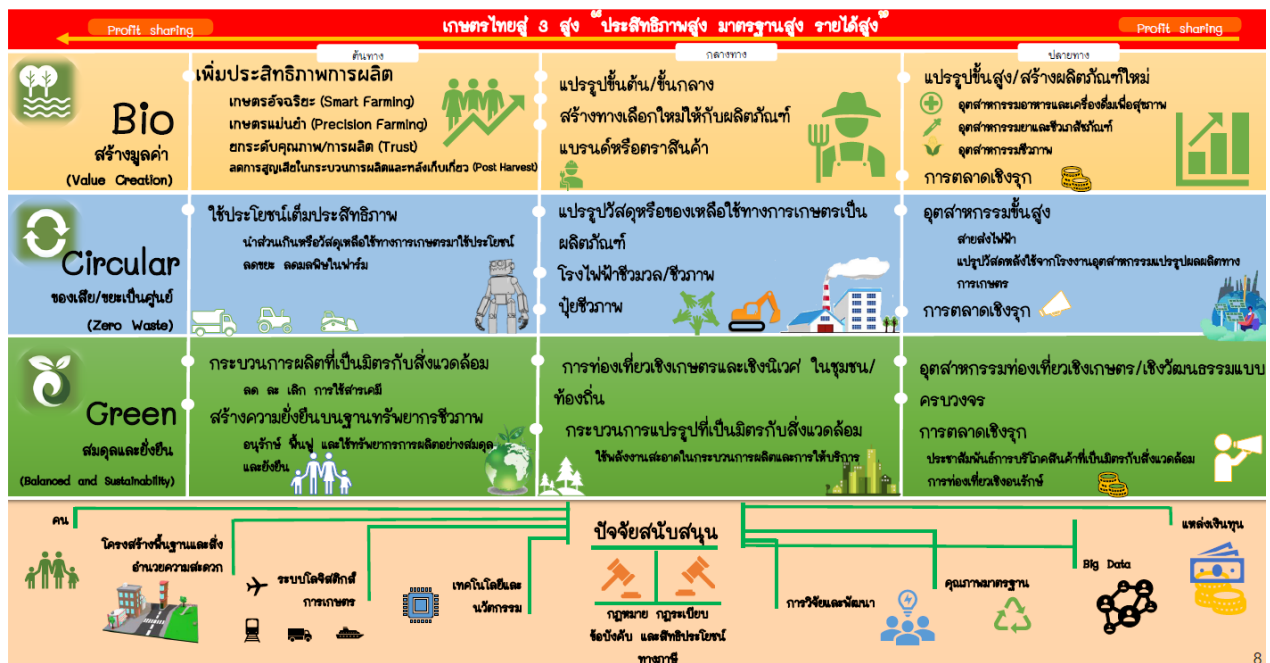 Profit sharing
เกษตรไทยสู่ 3 สูง "ประสิทธิภาพสูง มาตรฐานสูง รายได้สูง"
Profit sharing
ต้นทาง
กลางทาง
ปลายทาง
Bio
สร้างมูลค่า
(Value Creation)
เพิ่มประสิทธิภาพการผลิต
เกษตรอัจฉริยะ (Smart Farming)
เกษตรแม่นยำ (Precision Farming)
ยกระดับคุณภาพ/การผลิต (Trust)
ลดการสูญเสียในกระบวนการผลิตและหลังเก็บเกี่ยว (Post Harvest)
แปรรูปขั้นต้น/ขั้นกลาง
สร้างทางเลือกใหม่ให้กับผลิตภัณฑ์
แบรนด์หรือตราสินค้า
แปรรูปขั้นสูง/สร้างผลิตภัณฑ์ใหม่
อุตสาหกรรมอาหารและเครื่องดื่มเพื่อสุขภาพ
อุตสาหกรรมยาและชีวเภสัชภัณฑ์
อุตสาหกรรมชีวภาพ
การตลาดเชิงรุก
Circular
ของเสีย/ขยะเป็นศูนย์
(Zero Waste)
ใช้ประโยชน์เต็มประสิทธิภาพ
นำส่วนเกินหรือวัสดุเหลือใช้ทางการเกษตรมาใช้ประโยชน์
ลดขยะ ลดมลพิษในฟาร์ม
แปรรูปวัสดุหรือของเหลือใช้ทางการเกษตรเป็น
ผลิตภัณฑ์
โรงไฟฟ้าชีวมวล/ชีวภาพ
ปุ๋ยชีวภาพ
อุตสาหกรรมขั้นสูง
สายส่งไฟฟ้า
แปรรูปวัสดุหลังใช้จากโรงงานอุตสาหกรรมแปรรูปผลผลิตทาง
การเกษตร
การตลาดเชิงรุก
Green
สมดุลและยั่งยืน
(Balanced and Sustainability)
กระบวนการผลิตที่เป็นมิตรกับสิ่งแวดล้อม
ลด ละ เลิก การใช้สารเคมี
สร้างความยั่งยืนบนฐานทรัพยากรชีวภาพ
อนุรักษ์ ฟื้นฟู และใช้ทรัพยากรการผลิตอย่างสมดุล
และยั่งยืน
การท่องเที่ยวเชิงเกษตรและเชิงนิเวศ ในชุมชน/
ท้องถิ่น
กระบวนการแปรรูปที่เป็นมิตรกับสิ่งแวดล้อม
ใช้พลังงานสะอาดในกระบวนการผลิตและการให้บริการ
อุตสาหกรรมท่องเที่ยวเชิงเกษตร/เชิงวัฒนธรรมแบบ
ครบวงจร
การตลาดเชิงรุก
ประชาสัมพันธ์การบริโภคสินค้าที่เป็นมิตรกับสิ่งแวดล้อม
การท่องเที่ยวเชิงอนุรักษ์
คน
โครงสร้างพื้นฐานและสิ่ง
อำนวยความสะดวก
ระบบโลจิสติกส์
การเกษตร
เทคโนโลยีและ
นวัตกรรม
ปัจจัยสนับสนุน
กฎหมาย กฎระเบียบ
ข้อบังคับ และสิทธิประโยชน์
ทางภาษี
การวิจัยและพัฒนา
คุณภาพมาตรฐาน
Big Data
แหล่งเงินทุน
8